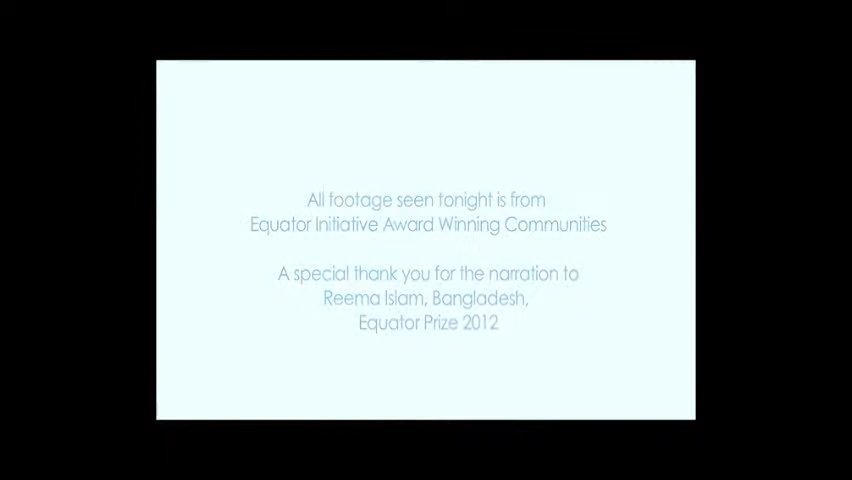 All footage seen tonight is from
Equator Initiative Award Winning Communities
A special thank you for the narration to
Reema Islam, Bangladesh,
Equator Prize 2012